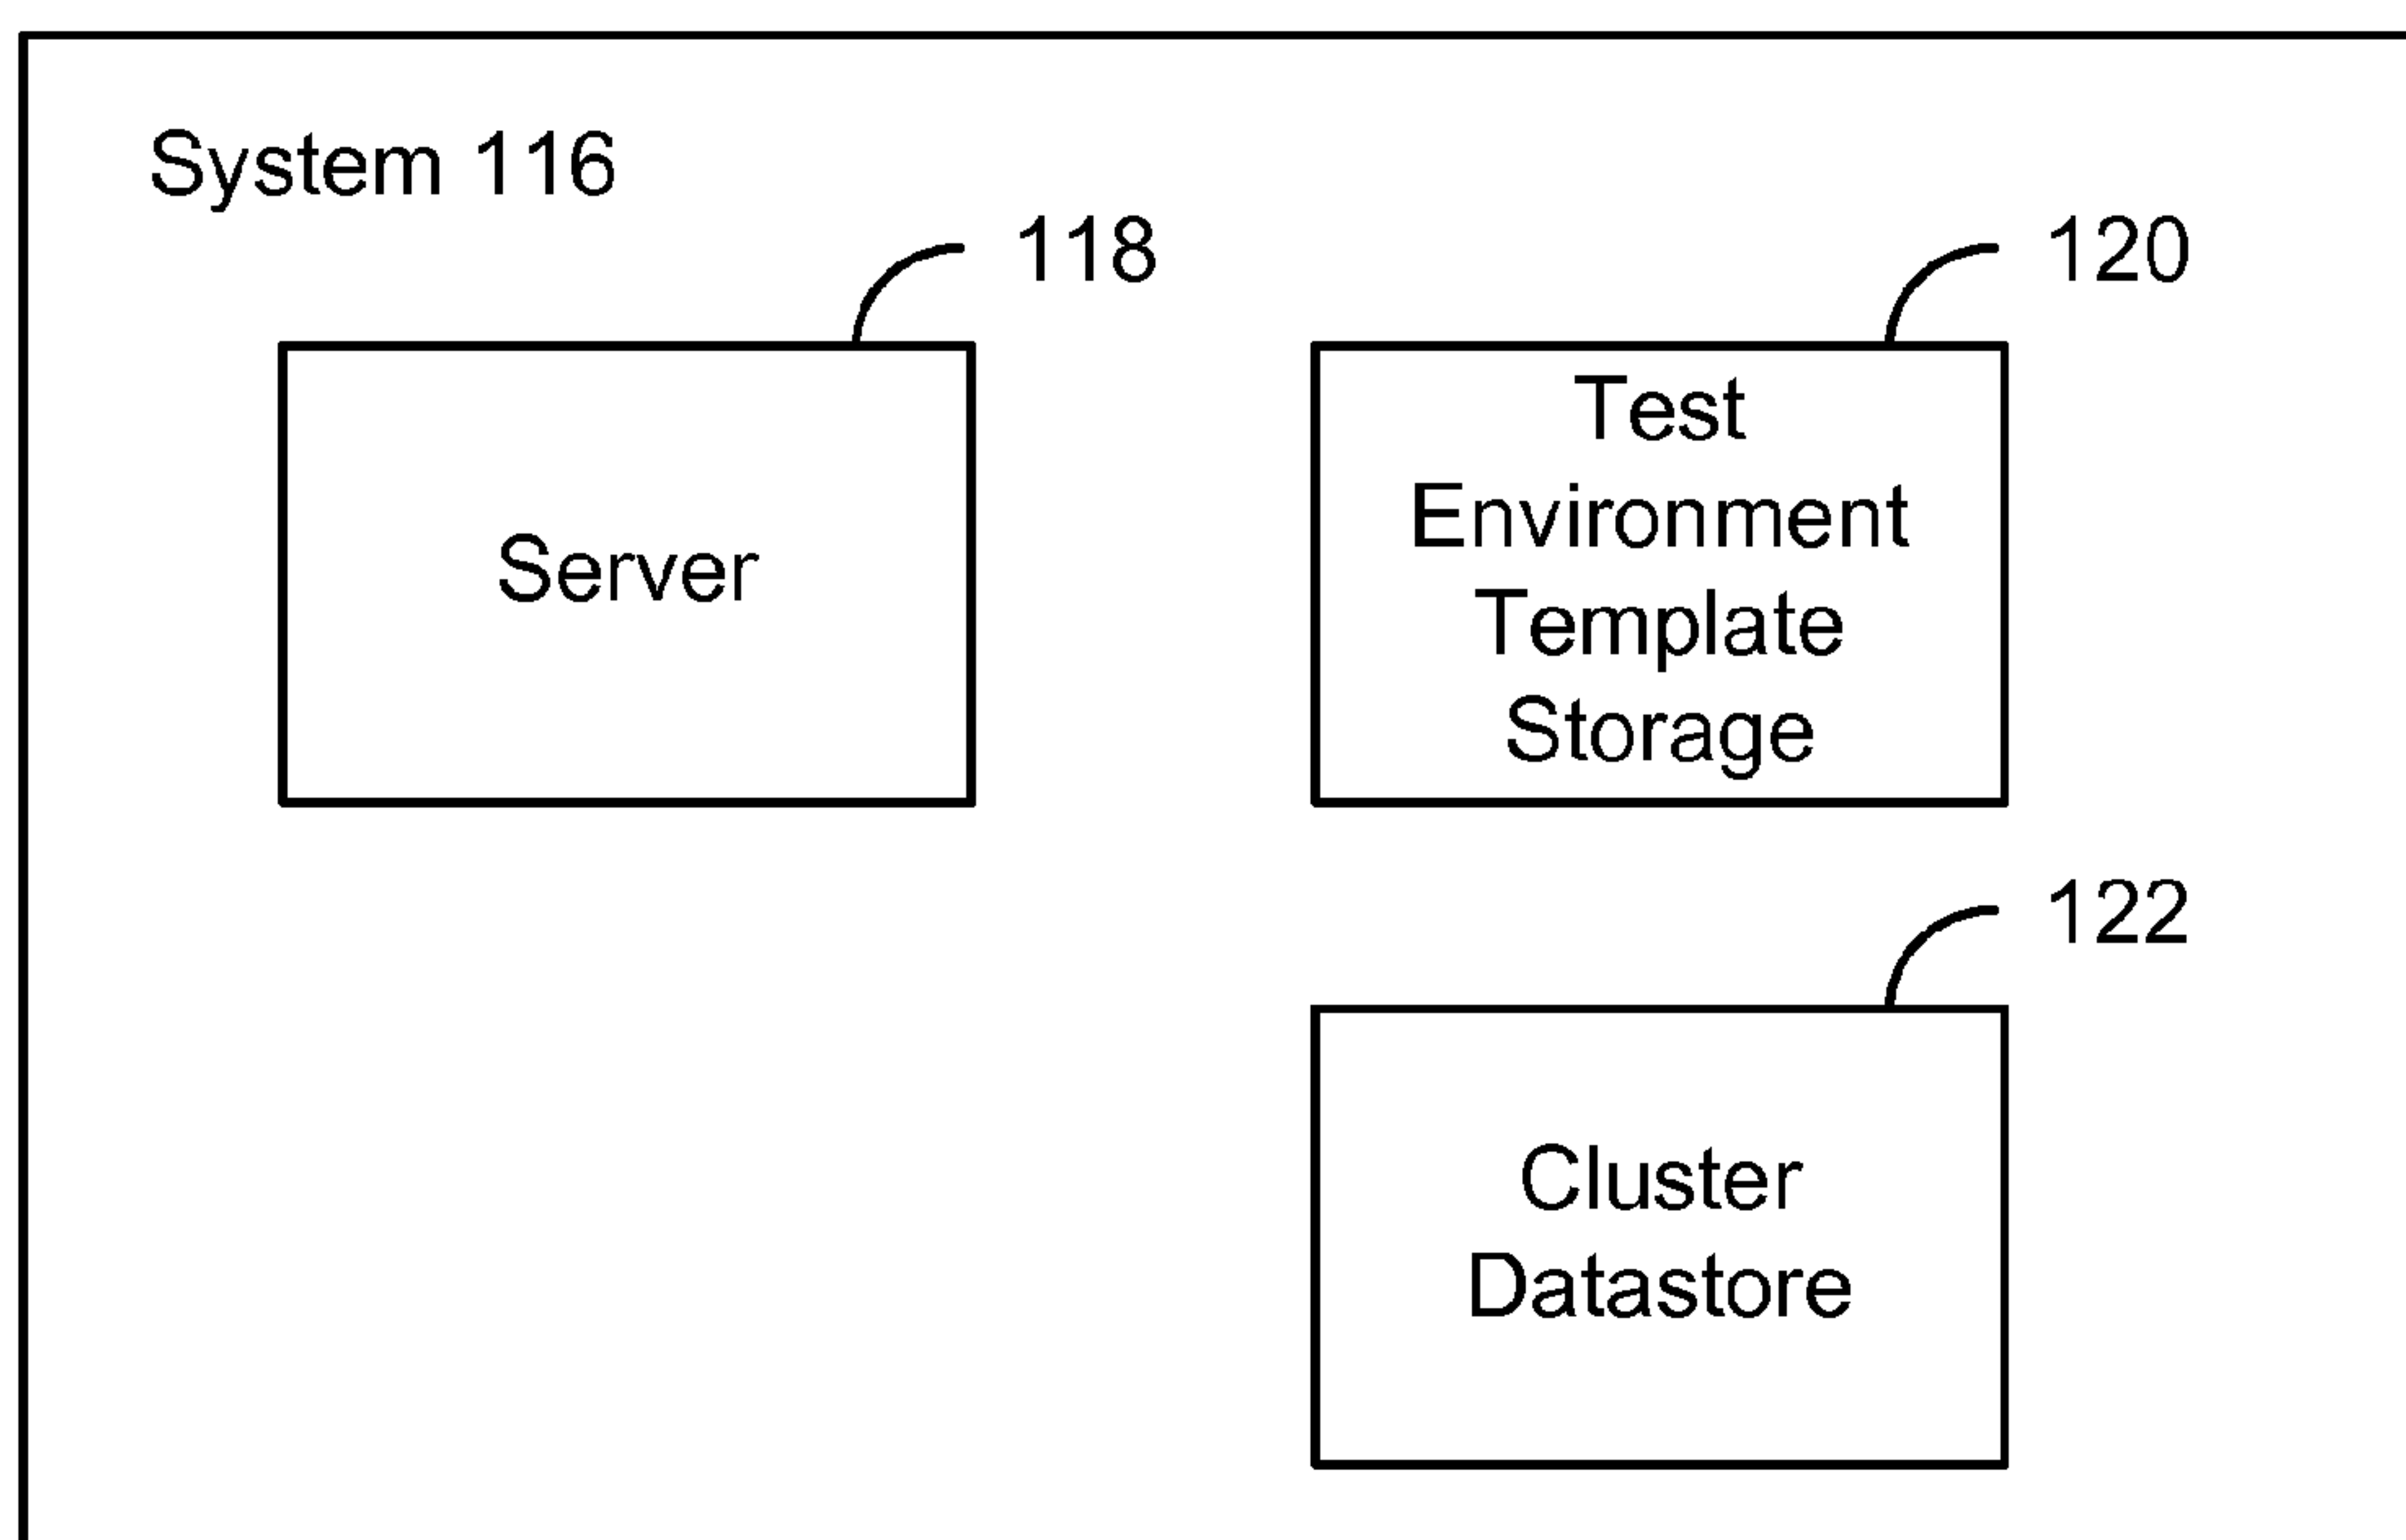 System 116
118
120
Server
Test
Environment
Template
Storage
122
Cluster
Datastore